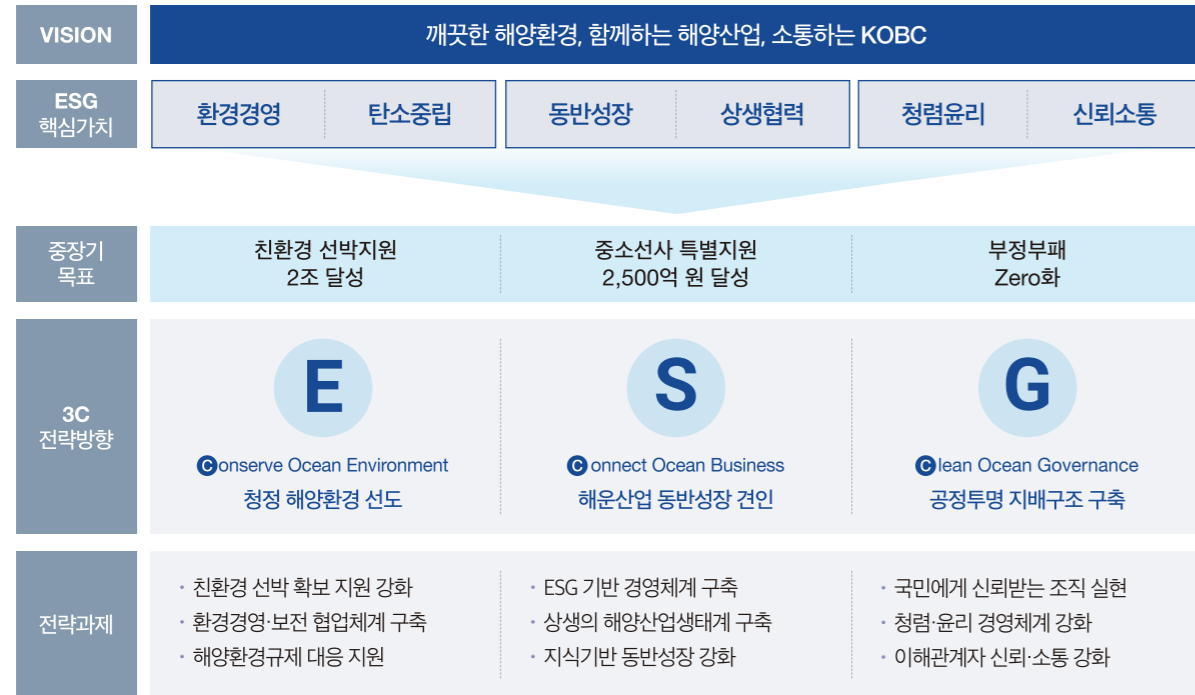 VISION
깨끗한 해양환경, 함께하는 해양산업, 소통하는 KOBC
ESG
핵심가치
환경경영
탄소중립
동반성장
상생협력
청렴윤리
신뢰소통
중장기
목표
친환경 선박지원
2조 달성
중소선사 특별지원
2,500억 원 달성
부정부패
Zero화
3C
전략방향
E
Conserve Ocean Environment
청정 해양환경 선도
S
Connect Ocean Business
해운산업 동반성장 견인
G
Clean Ocean Governance
공정투명 지배구조 구축
전략과제
· 친환경 선박 확보 지원 강화
· 환경경영·보전 협업체계 구축
· 해양환경규제 대응 지원
· ESG 기반 경영체계 구축
· 상생의 해양산업생태계 구축
· 지식기반 동반성장 강화
· 국민에게 신뢰받는 조직 실현
· 청렴·윤리 경영체계 강화
· 이해관계자 신뢰·소통 강화